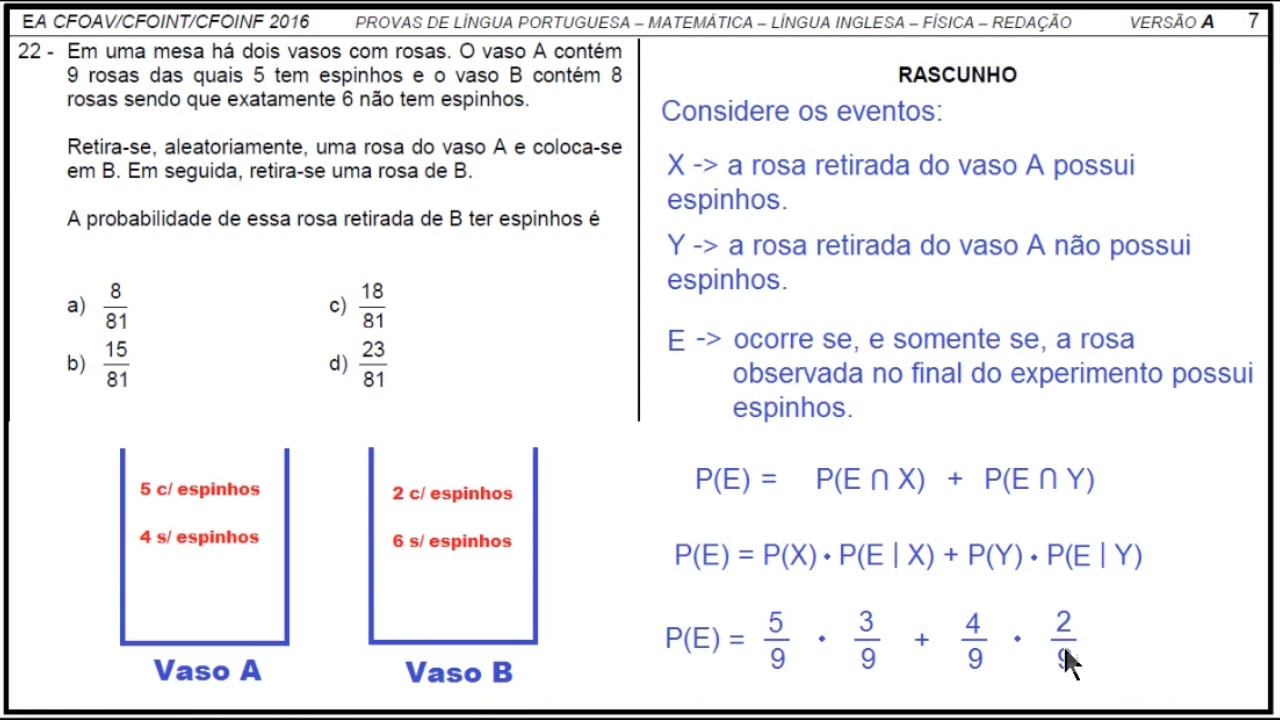 EA CFOAV/CFOINT/CFOINF 2016 PROVAS DE LÍNGUA PORTUGUESA – MATEMÁTICA – LÍNGUA INGLESA – FÍSICA – REDAÇÃO VERSÃO A 7
22 - Em uma mesa há dois vasos com rosas. O vaso A contém
9 rosas das quais 5 tem espinhos e o vaso B contém 8
rosas sendo que exatamente 6 não tem espinhos.
Retira-se, aleatoriamente, uma rosa do vaso A e coloca-se
em B. Em seguida, retira-se uma rosa de B.
A probabilidade de essa rosa retirada de B ter espinhos é
a) 8/81
c) 18/81
b) 15/81
d) 23/81
5 c/ espinhos
4 s/ espinhos
Vaso A
2 c/ espinhos
6 s/ espinhos
Vaso B
RASCUNHO
Considere os eventos:
X -> a rosa retirada do vaso A possui
espinhos.
Y -> a rosa retirada do vaso A não possui
espinhos.
E -> ocorre se, e somente se, a rosa
observada no final do experimento possui
espinhos.
P(E) = P(E ∩ X) + P(E ∩ Y)
P(E) = P(X) • P(E | X) + P(Y) • P(E | Y)
P(E) = 5/9 • 3/9 + 4/9 • 2/9